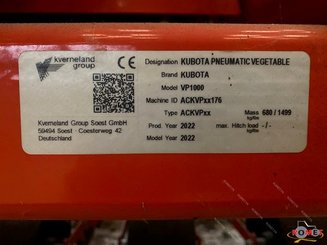 kverneland
group
Designation KUBOTA PNEUMATIC VEGETABLE
Brand KUBOTA
Model VP1000
Machine ID ACKVPxx176
Type ACKVPxx Mass 680 / 1499
kg/lbs
Prod. Year 2022 max. Hitch load - / -
kg/lbs
Model Year 2022
Kverneland Group Soest GmbH
59494 Soest · Coesterweg 42
Deutschland